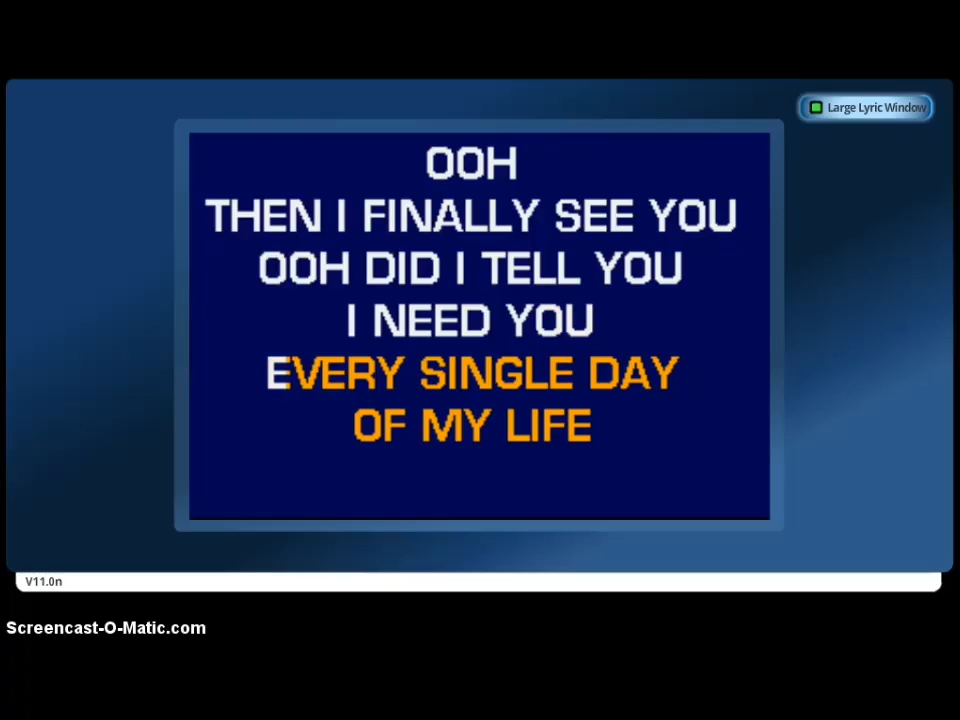 Large Lyric Window
OOH
THEN I FINALLY SEE YOU
OOH DID I TELL YOU
I NEED YOU
EVERY SINGLE DAY
OF MY LIFE
V11.0n
Screencast-O-Matic.com